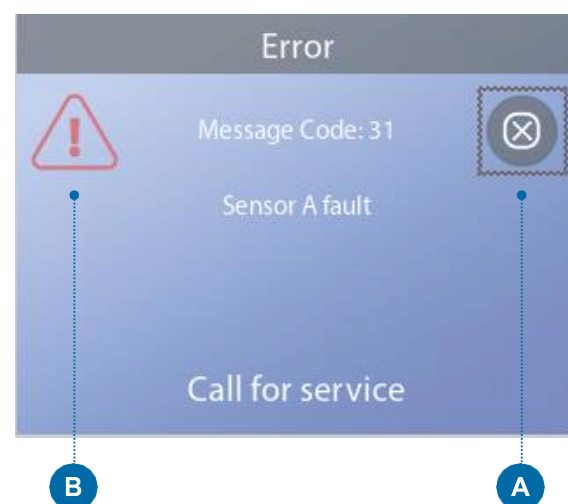 Error
Message Code: 31
Sensor A fault
Call for service
B
A